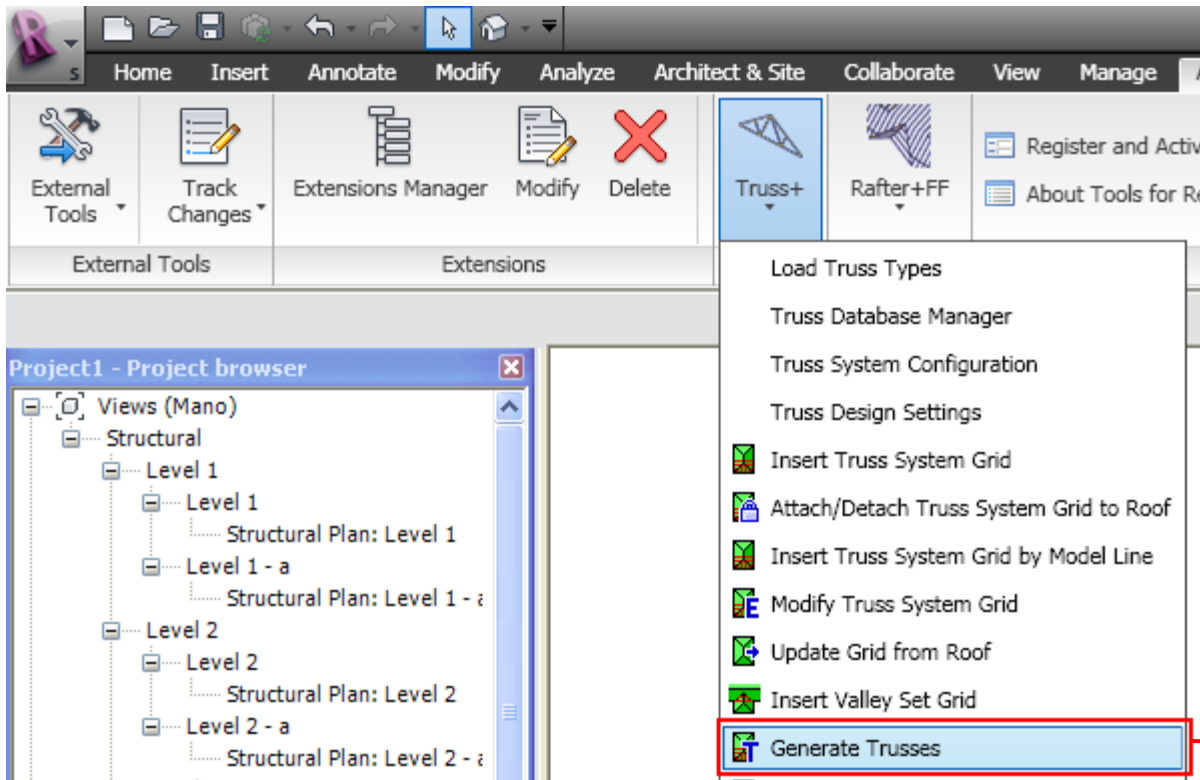 R
S
Home Insert Annotate Modify Analyze Architect & Site Collaborate View Manage
External Tools
Track Changes
Extensions Manager
Modify
Delete
Truss+
Rafter+FF
Register and Activ
About Tools for Re
External Tools
Extensions
Load Truss Types
Truss Database Manager
Truss System Configuration
Truss Design Settings
Insert Truss System Grid
Attach/Detach Truss System Grid to Roof
Insert Truss System Grid by Model Line
Modify Truss System Grid
Update Grid from Roof
Insert Valley Set Grid
Generate Trusses
Project1 - Project browser
Views (Mano)
Structural
Level 1
Level 1
Structural Plan: Level 1
Level 1 - a
Structural Plan: Level 1 - a
Level 2
Level 2
Structural Plan: Level 2
Level 2 - a
Structural Plan: Level 2 - a